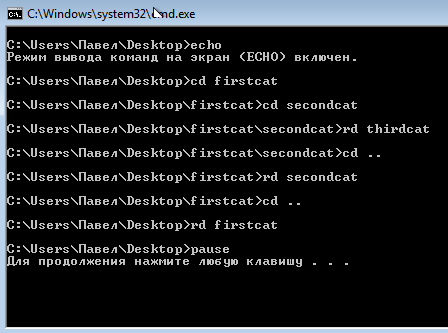 C:\Windows\system32\cmd.exe
C:\Users\Павел\Desktop>echo
Режим вывода команд на экран (ECHO) включен.
C:\Users\Павел\Desktop>cd firstcat
C:\Users\Павел\Desktop\firstcat>cd secondcat
C:\Users\Павел\Desktop\firstcat\secondcat>rd thirdcat
C:\Users\Павел\Desktop\firstcat\secondcat>cd ..
C:\Users\Павел\Desktop\firstcat>rd secondcat
C:\Users\Павел\Desktop\firstcat>cd ..
C:\Users\Павел\Desktop>rd firstcat
C:\Users\Павел\Desktop>pause
Для продолжения нажмите любую клавишу . . .